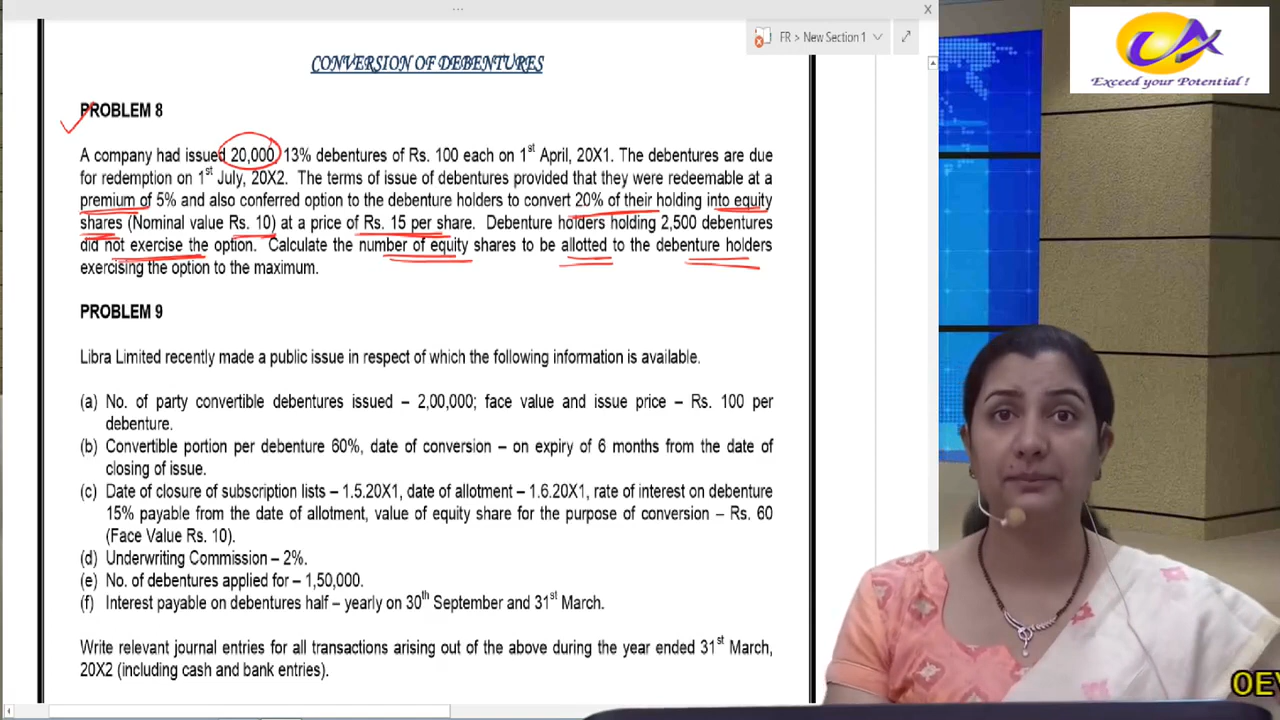 ...
X
FR > New Section 1
UX
Exceed your Potential !
CONVERSION OF DEBENTURES
PROBLEM 8
A company had issued 20,000 13% debentures of Rs. 100 each on 1st April, 20X1. The debentures are due
for redemption on 1st July, 20X2. The terms of issue of debentures provided that they were redeemable at a
premium of 5% and also conferred option to the debenture holders to convert 20% of their holding into equity
shares (Nominal value Rs. 10) at a price of Rs. 15 per share. Debenture holders holding 2,500 debentures
did not exercise the option. Calculate the number of equity shares to be allotted to the debenture holders
exercising the option to the maximum.
PROBLEM 9
Libra Limited recently made a public issue in respect of which the following information is available.
(a) No. of party convertible debentures issued – 2,00,000; face value and issue price – Rs. 100 per
debenture.
(b) Convertible portion per debenture 60%, date of conversion – on expiry of 6 months from the date of
closing of issue.
(c) Date of closure of subscription lists – 1.5.20X1, date of allotment – 1.6.20X1, rate of interest on debenture
15% payable from the date of allotment, value of equity share for the purpose of conversion – Rs. 60
(Face Value Rs. 10).
(d) Underwriting Commission – 2%.
(e) No. of debentures applied for – 1,50,000.
(f) Interest payable on debentures half – yearly on 30th September and 31st March.
Write relevant journal entries for all transactions arising out of the above during the year ended 31st March,
20X2 (including cash and bank entries).